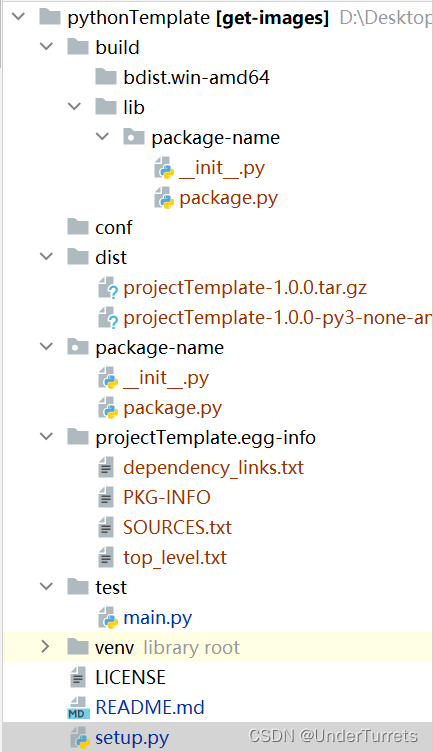 pythonTemplate [get-images] D:\Desktop
build
bdist.win-amd64
lib
package-name
__init__.py
package.py
conf
dist
projectTemplate-1.0.0.tar.gz
projectTemplate-1.0.0-py3-none-an
package-name
__init__.py
package.py
projectTemplate.egg-info
dependency_links.txt
PKG-INFO
SOURCES.txt
top_level.txt
test
main.py
venv library root
LICENSE
MD README.md
setup.py CSDN @UnderTurrets